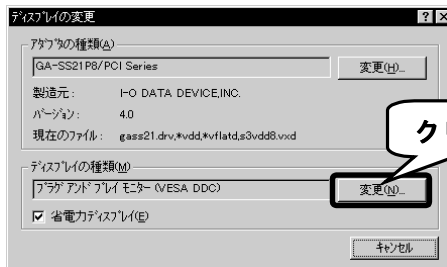 ディスプレイの変更
アダプタの種類(A)
GA-SS21P8/PCI Series
変更(H)...
製造元: I-O DATA DEVICE,INC.
バージョン: 4.0
現在のファイル: gass21.drv,*vdd,*vflatd,s3vdd8.vxd
ク
ディスプレイの種類(M)
プラグ アンド プレイ モニター (VESA DDC)
変更(N)...
省電力ディスプレイ(E)
キャンセル